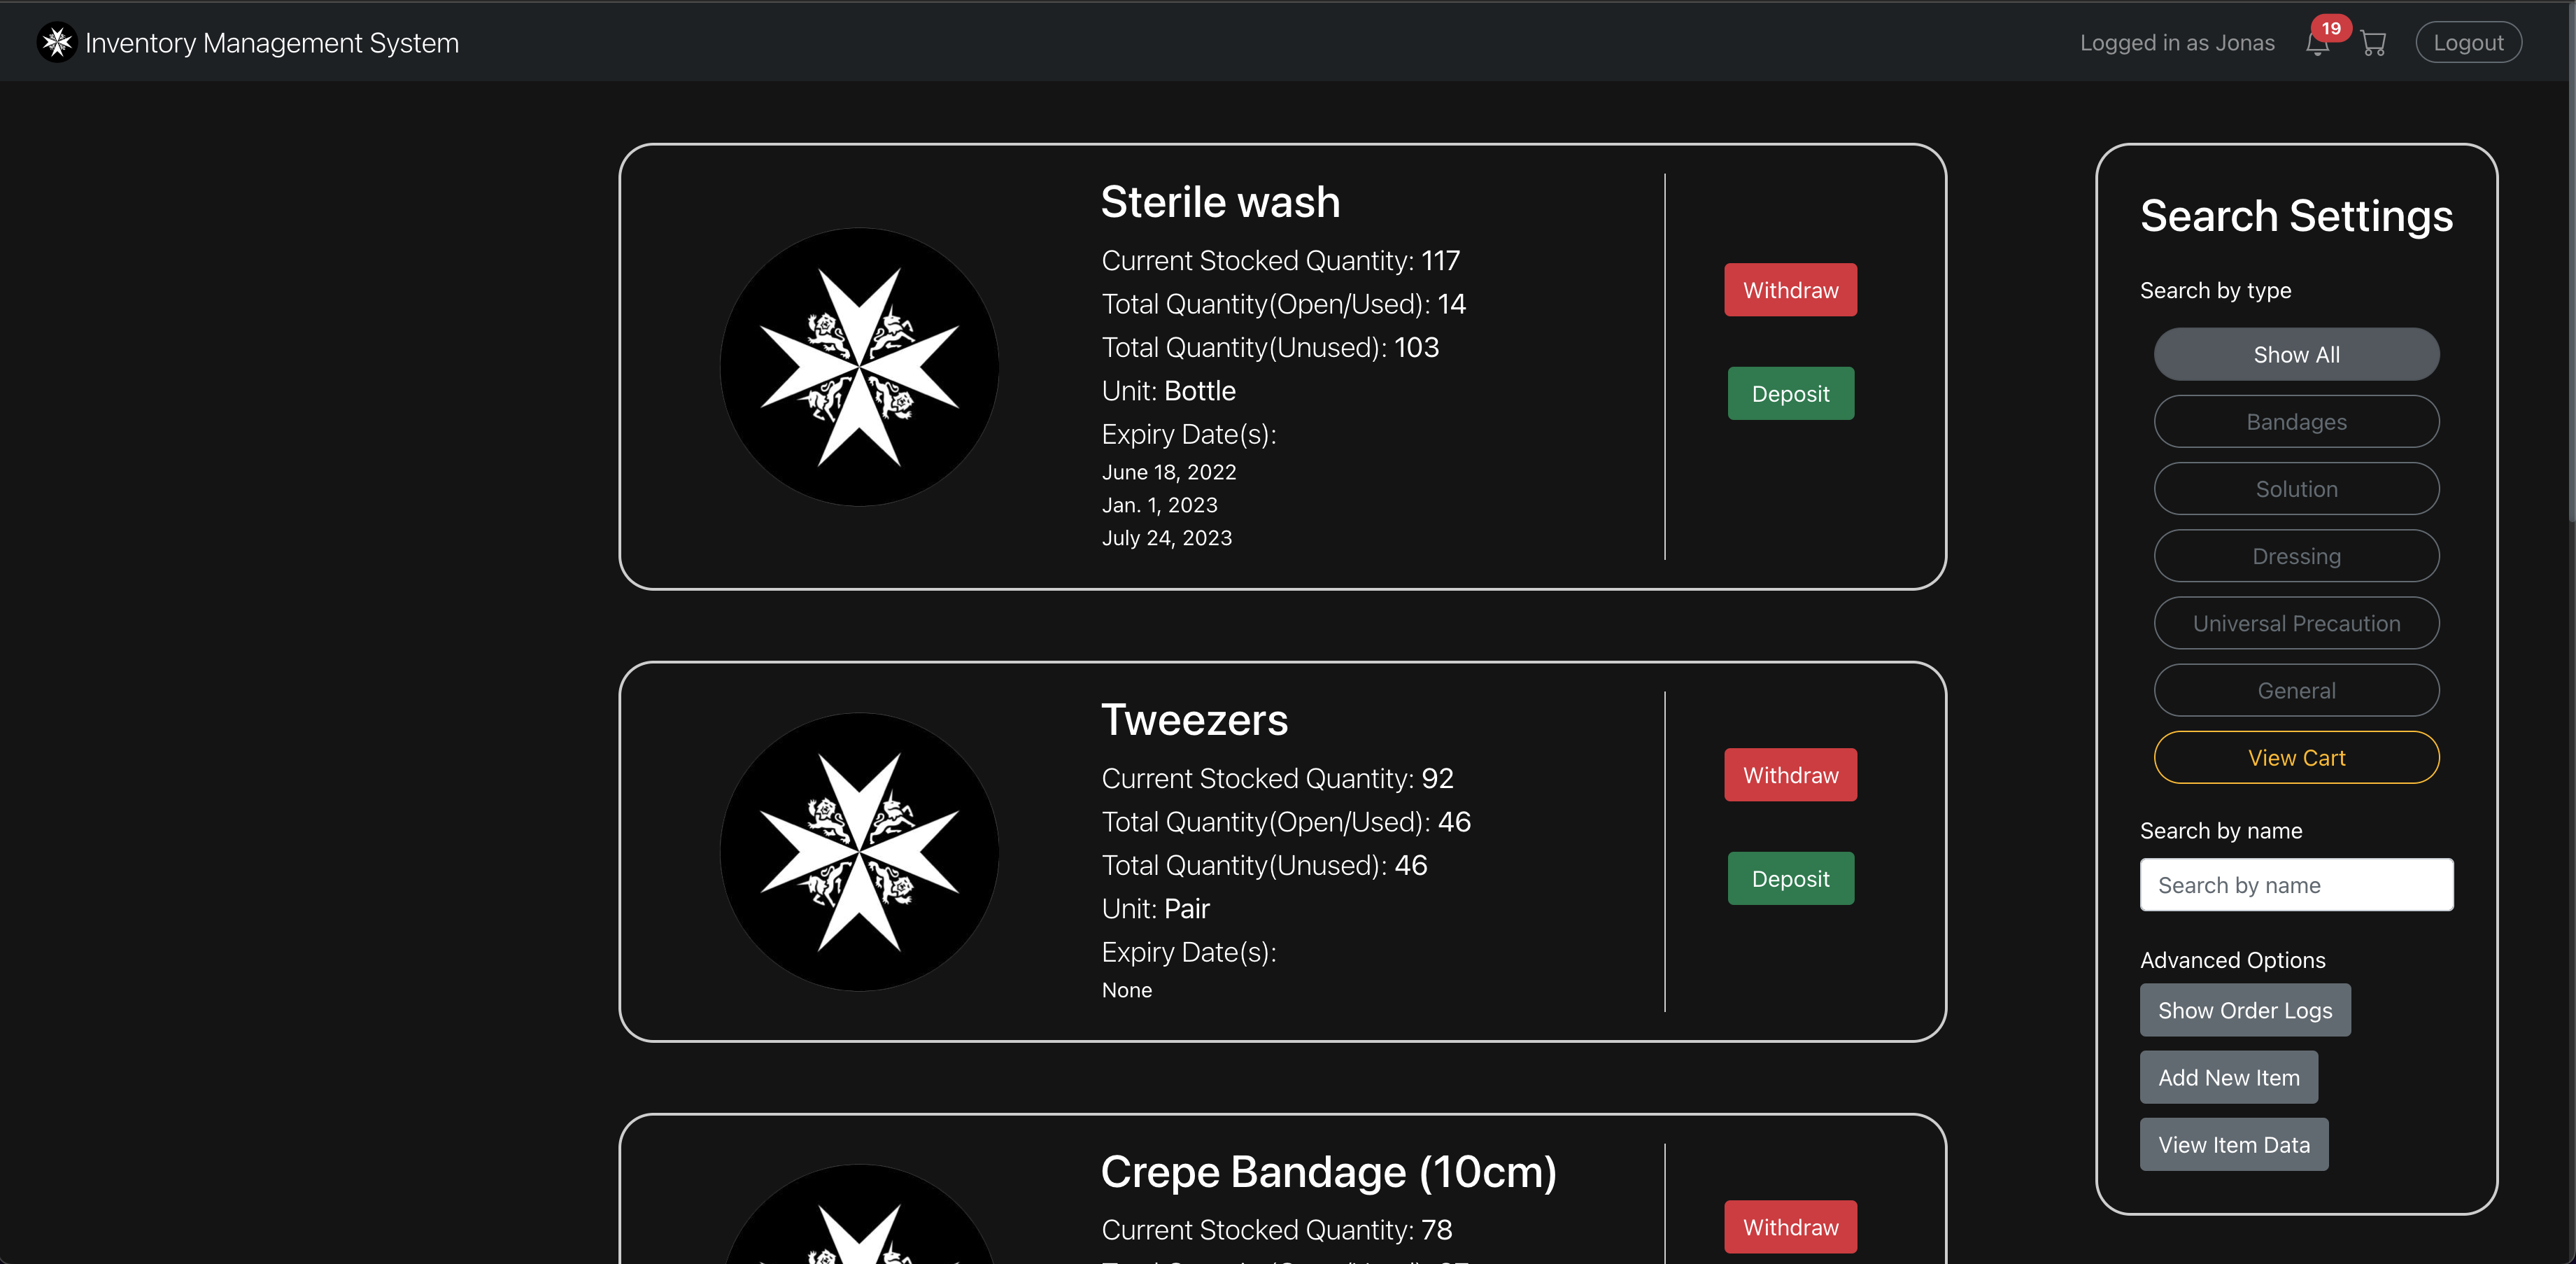 Inventory Management System
Logged in as Jonas
19
Logout
Sterile wash
Current Stocked Quantity: 117
Total Quantity(Open/Used): 14
Total Quantity(Unused): 103
Unit: Bottle
Expiry Date(s):
June 18, 2022
Jan. 1, 2023
July 24, 2023
Withdraw
Deposit
Tweezers
Current Stocked Quantity: 92
Total Quantity(Open/Used): 46
Total Quantity(Unused): 46
Unit: Pair
Expiry Date(s):
None
Withdraw
Deposit
Crepe Bandage (10cm)
Current Stocked Quantity: 78
Withdraw
Search Settings
Search by type
Show All
Bandages
Solution
Dressing
Universal Precaution
General
View Cart
Search by name
Search by name
Advanced Options
Show Order Logs
Add New Item
View Item Data